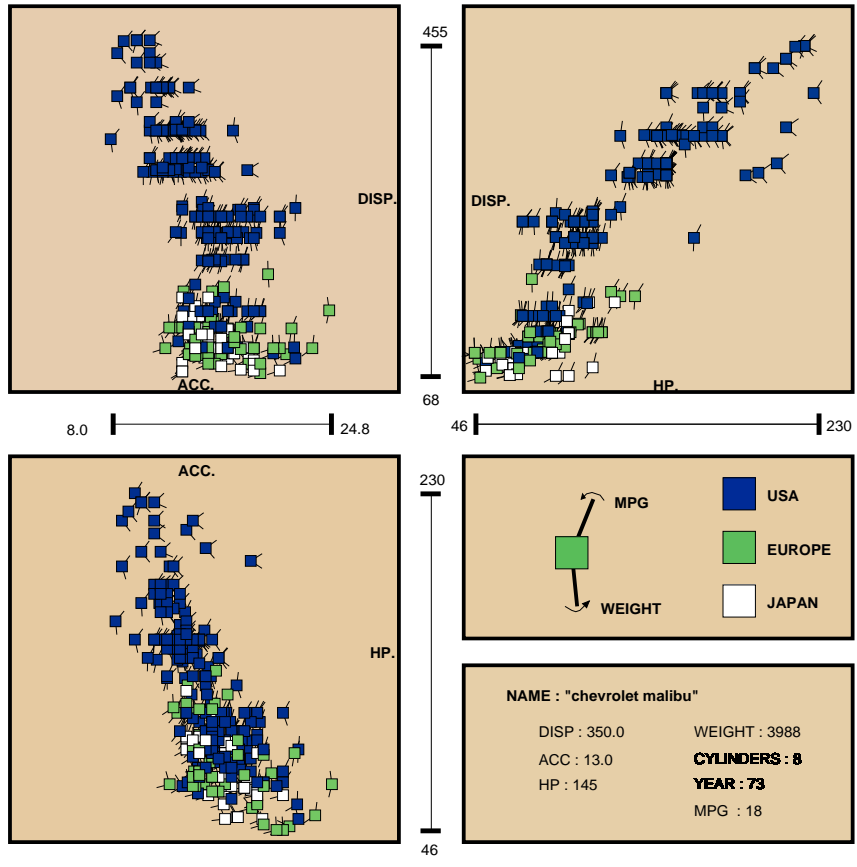 455
DISP.
DISP.
ACC.
HP.
68
8.0
24.8
46
230
ACC.
230
HP.
46
MPG
WEIGHT
USA
EUROPE
JAPAN
NAME : "chevrolet malibu"
DISP : 350.0 WEIGHT : 3988
ACC : 13.0 CYLINDERS : 8
HP : 145 YEAR : 73
MPG : 18